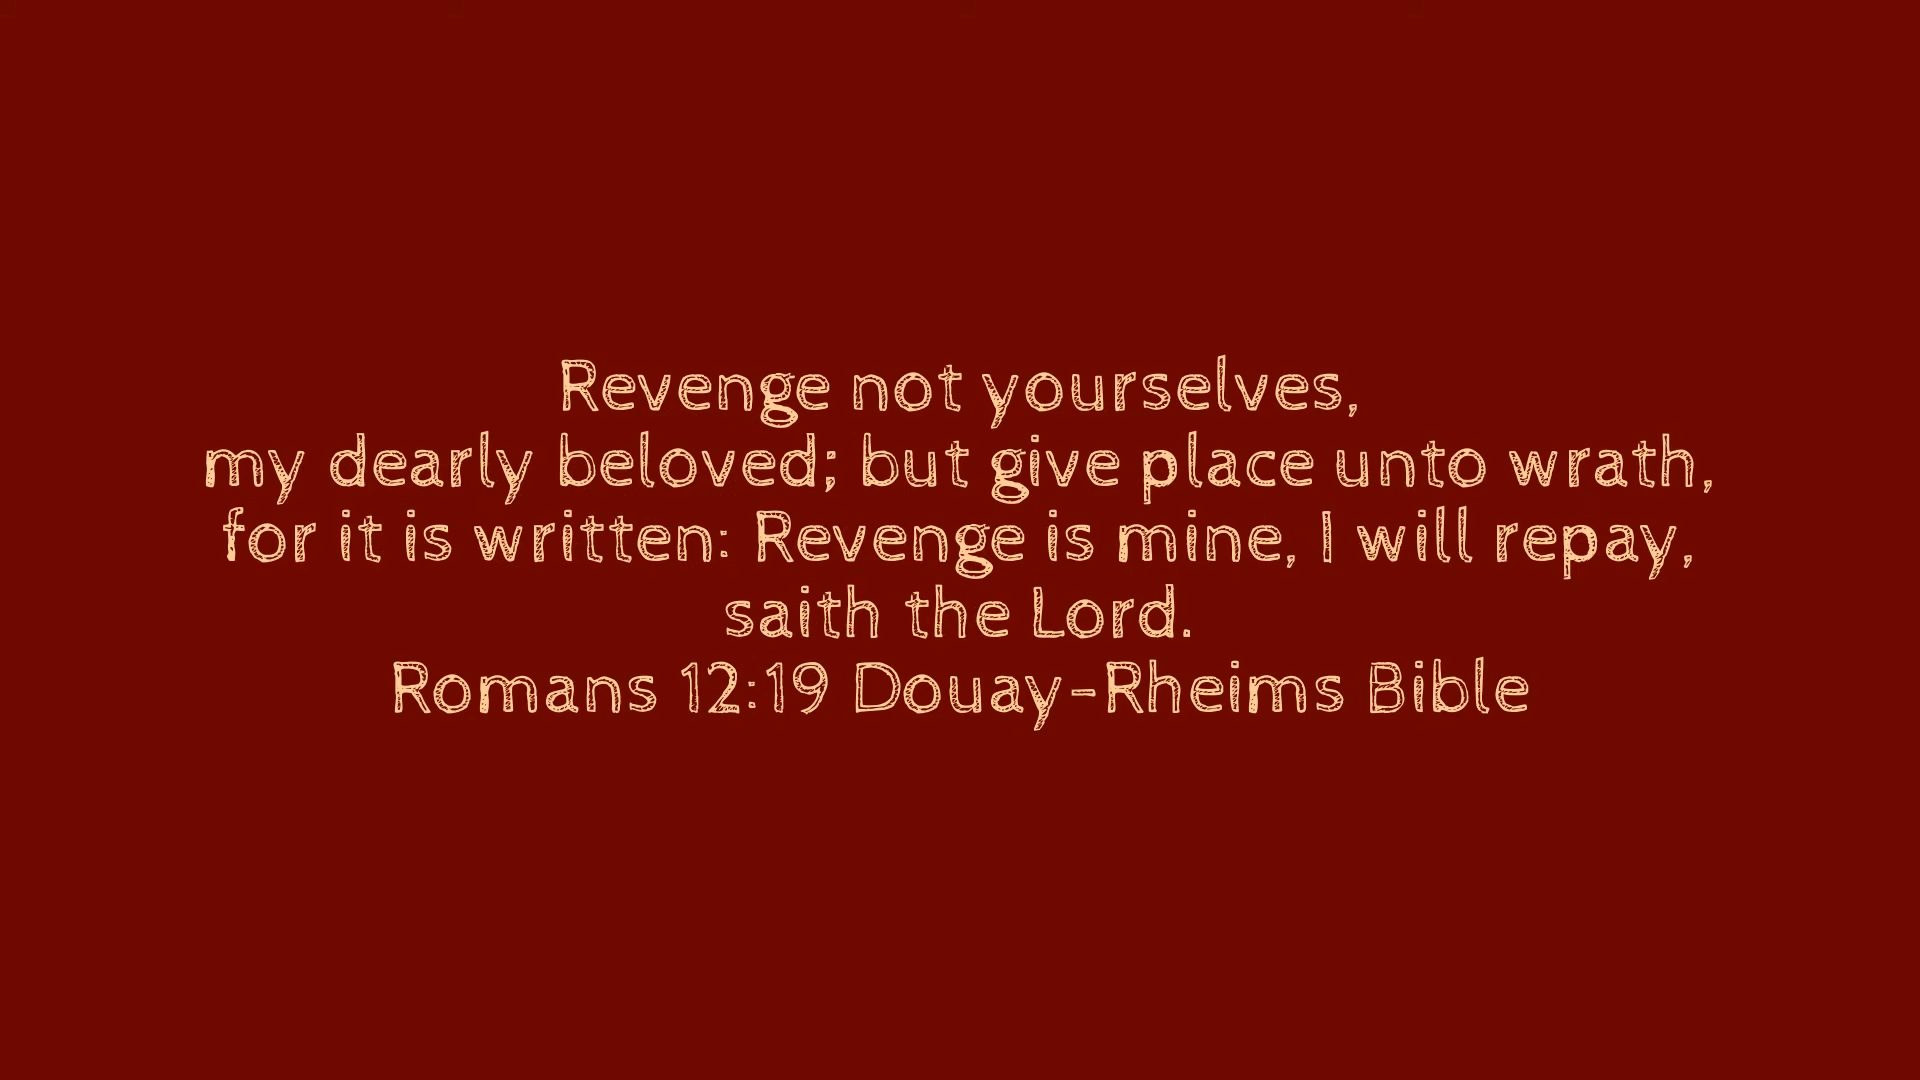 Revenge not yourselves,
my dearly beloved; but give place unto wrath,
for it is written: Revenge is mine, I will repay,
saith the Lord.
Romans 12:19 Douay-Rheims Bible